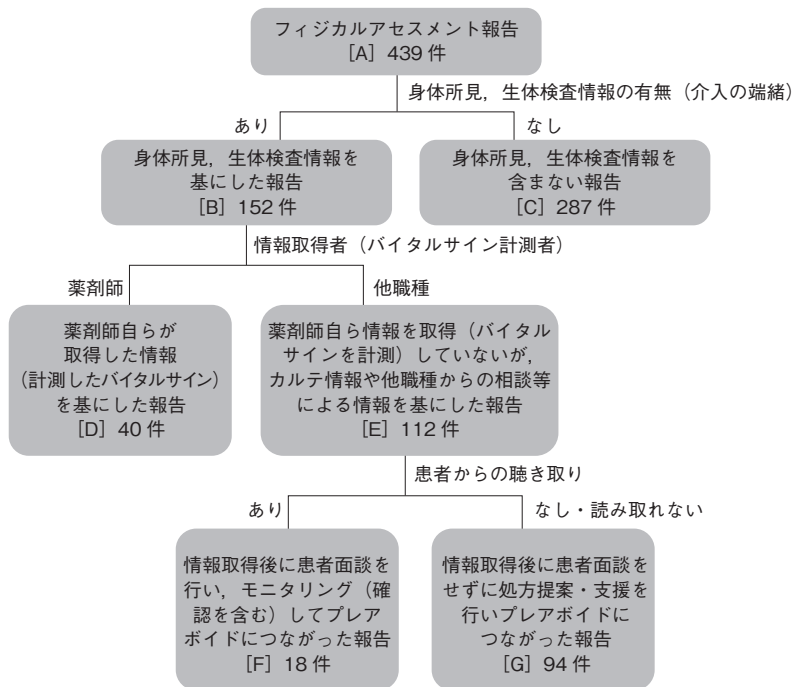 フィジカルアセスメント報告
[A] 439 件
身体所見，生体検査情報の有無（介入の端緒）
あり
なし
身体所見，生体検査情報を
基にした報告
[B] 152 件
身体所見，生体検査情報を
含まない報告
[C] 287 件
情報取得者（バイタルサイン計測者）
薬剤師
他職種
薬剤師自らが
取得した情報
（計測したバイタルサイン）
を基にした報告
[D] 40 件
薬剤師自ら情報を取得（バイタル
サインを計測）していないが，
カルテ情報や他職種からの相談等
による情報を基にした報告
[E] 112 件
患者からの聴き取り
あり
なし・読み取れない
情報取得後に患者面談を
行い，モニタリング（確
認を含む）してプレア
ボイドにつながった報告
[F] 18 件
情報取得後に患者面談を
せずに処方提案・支援を
行いプレアボイドに
つながった報告
[G] 94 件